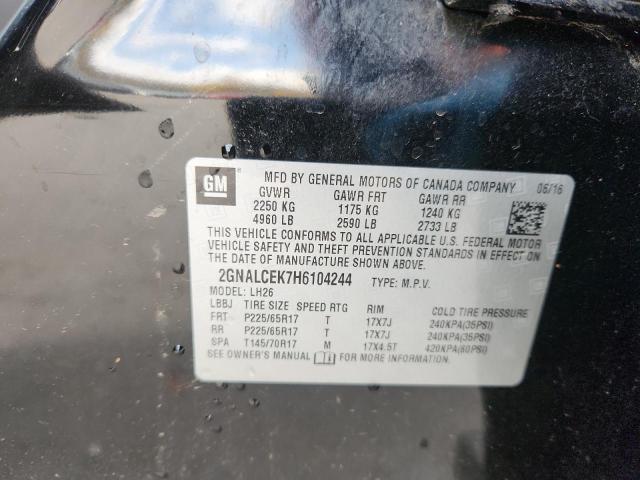 GM MFD BY GENERAL MOTORS OF CANADA COMPANY 06/16
GVWR GAWR FRT GAWR RR
2250 KG 1175 KG 1240 KG
4960 LB 2590 LB 2733 LB
THIS VEHICLE CONFORMS TO ALL APPLICABLE U.S. FEDERAL MOTOR
VEHICLE SAFETY AND THEFT PREVENTION STANDARDS IN EFFECT ON
THE DATE OF MANUFACTURE SHOWN ABOVE.
2GNALCEK7H6104244 TYPE: M.P.V.
MODEL: LH26
LBBJ TIRE SIZE SPEED RTG RIM COLD TIRE PRESSURE
FRT P225/65R17 T 17X7J 240KPA(35PSI)
RR P225/65R17 T 17X7J 240KPA(35PSI)
SPA T145/70R17 M 17X4.5T 420KPA(60PSI)
SEE OWNER'S MANUAL FOR MORE INFORMATION.